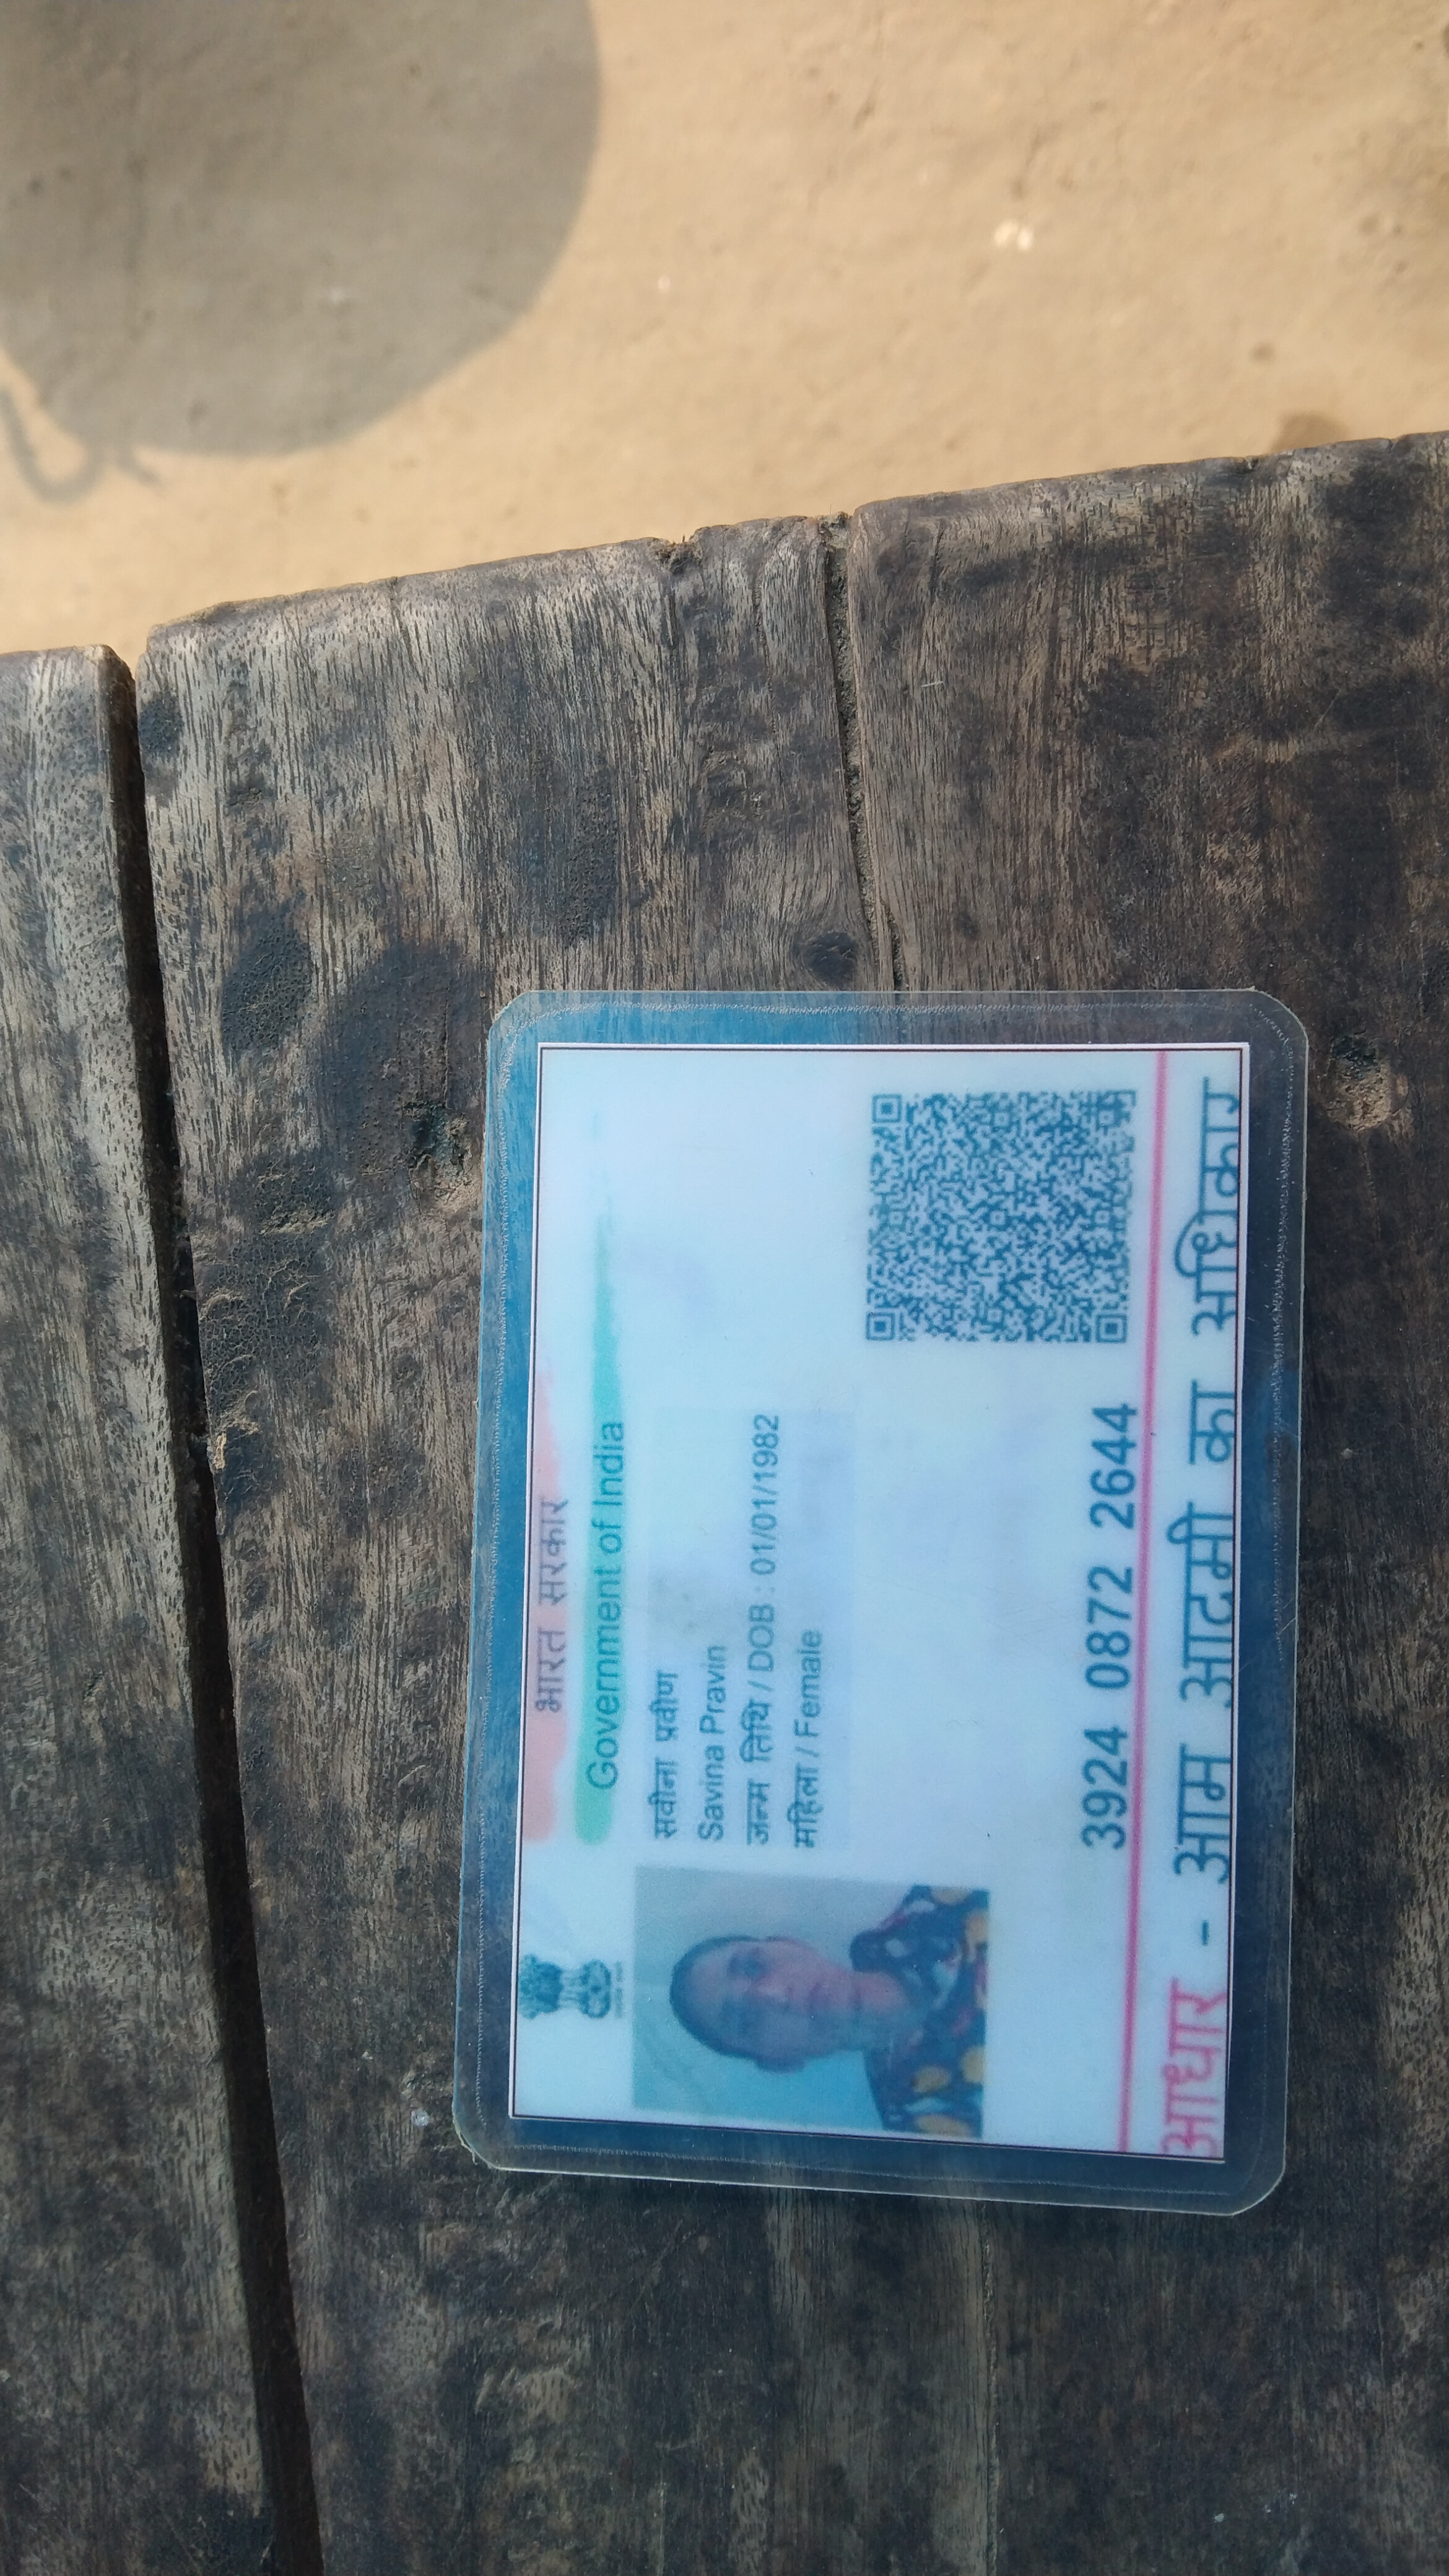 भारत सरकार
Government of India
सवीना प्रवीण
Savina Pravin
जन्म तिथि / DOB : 01/01/1982
महिला / Female
3924 0872 2644
आधार - आम आदमी का अधिकार